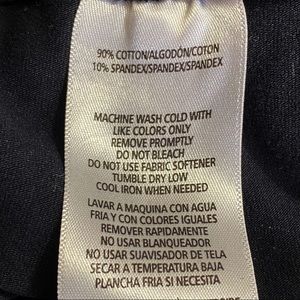 90% COTTON/ALGODÓN/COTON
10% SPANDEX/SPANDEX/SPANDEX
MACHINE WASH COLD WITH
LIKE COLORS ONLY
REMOVE PROMPTLY
DO NOT BLEACH
DO NOT USE FABRIC SOFTENER
TUMBLE DRY LOW
COOL IRON WHEN NEEDED
LAVAR A MAQUINA CON AGUA
FRIA Y CON COLORES IGUALES
REMOVER RAPIDAMENTE
NO USAR BLANQUEADOR
NO USAR SUAVISADOR DE TELA
SECAR A TEMPERATURA BAJA
PLANCHA FRIA SI NECESITA